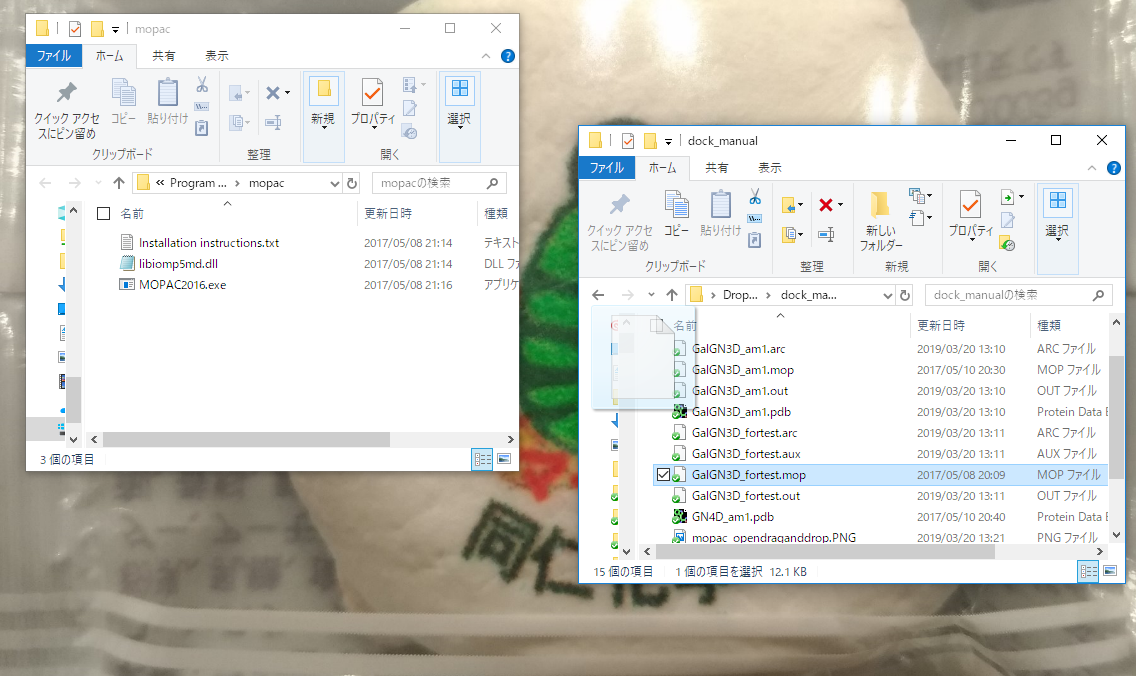 mopac
ファイル ホーム 共有 表示
クイック アクセスにピン留め コピー 貼り付け 新規 プロパティ 選択
クリップボード 整理 開く
« Program ... › mopac mopacの検索
名前 更新日時 種類
Installation instructions.txt 2017/05/08 21:14 テキスト
libiomp5md.dll 2017/05/08 21:14 DLL ファ
MOPAC2016.exe 2017/05/08 21:16 アプリケ
3 個の項目
dock_manual
ファイル ホーム 共有 表示
クイック アクセスにピン留め コピー 貼り付け 新しいフォルダー プロパティ 選択
クリップボード 整理 新規 開く
› Drop... › dock_ma... dock_manualの検索
名前 更新日時 種類
GalGN3D_am1.arc 2019/03/20 13:10 ARC ファイル
GalGN3D_am1.mop 2017/05/10 20:30 MOP ファイル
GalGN3D_am1.out 2019/03/20 13:10 OUT ファイル
GalGN3D_am1.pdb 2019/03/20 13:10 Protein Data B
GalGN3D_fortest.arc 2019/03/20 13:11 ARC ファイル
GalGN3D_fortest.aux 2019/03/20 13:11 AUX ファイル
GalGN3D_fortest.mop 2017/05/08 20:09 MOP ファイル
GalGN3D_fortest.out 2019/03/20 13:11 OUT ファイル
GN4D_am1.pdb 2017/05/10 20:40 Protein Data B
mopac_opendraganddrop.PNG 2019/03/20 13:21 PNG ファイル
15 個の項目 1 個の項目を選択 12.1 KB
同仁化学